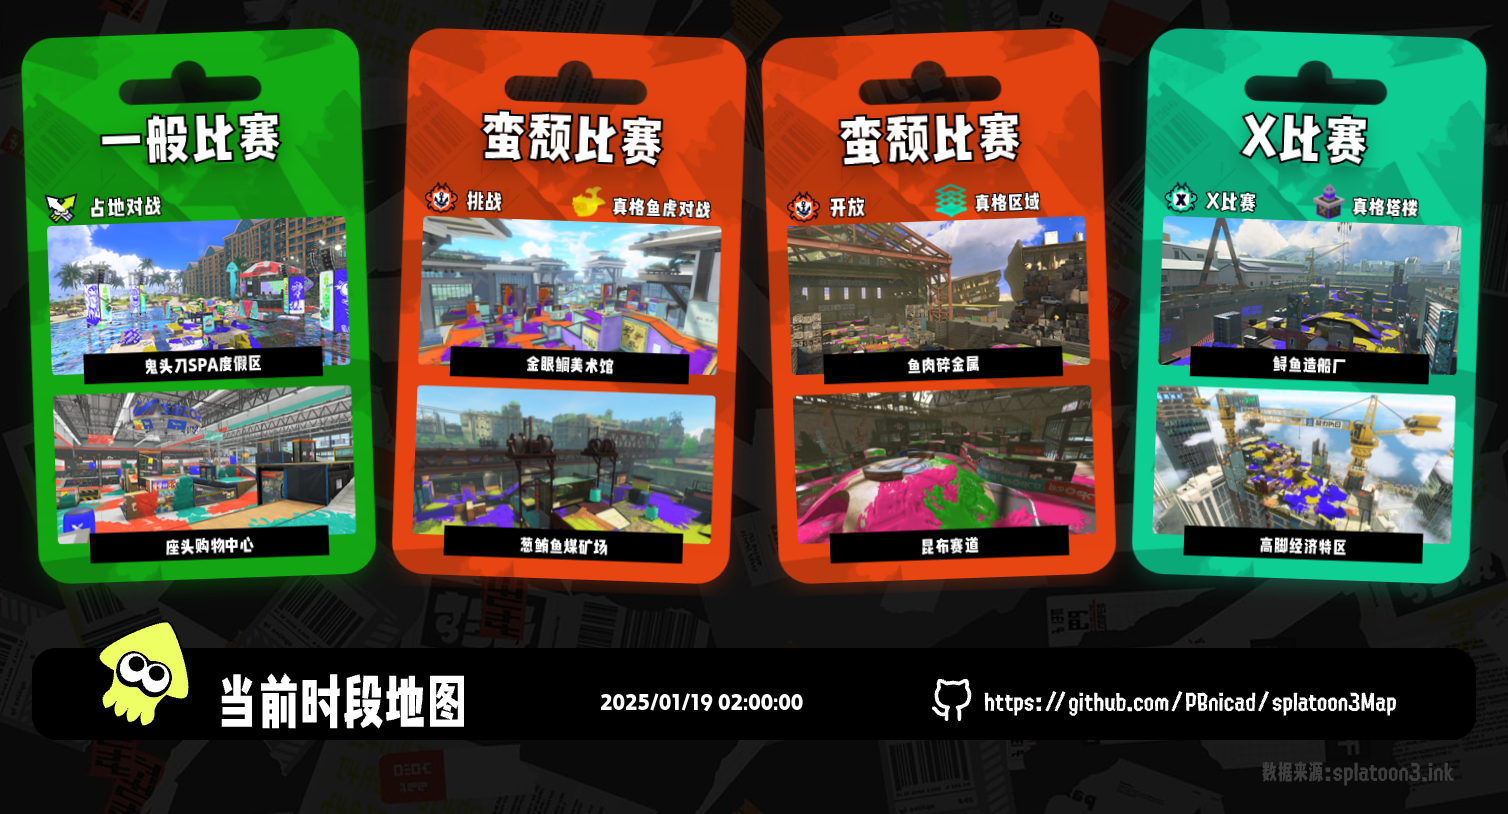 一般比赛
占地对战
鬼头刀SPA度假区
座头购物中心
蛮颓比赛
挑战
真格鱼虎对战
金眼鲷美术馆
葱鲔鱼煤矿场
蛮颓比赛
开放
真格区域
鱼肉碎金属
昆布赛道
X比赛
X比赛
真格塔楼
鲟鱼造船厂
高脚经济特区
当前时段地图
2025/01/19 02:00:00
https://github.com/PBnicad/splatoon3Map
数据来源:splatoon3.ink